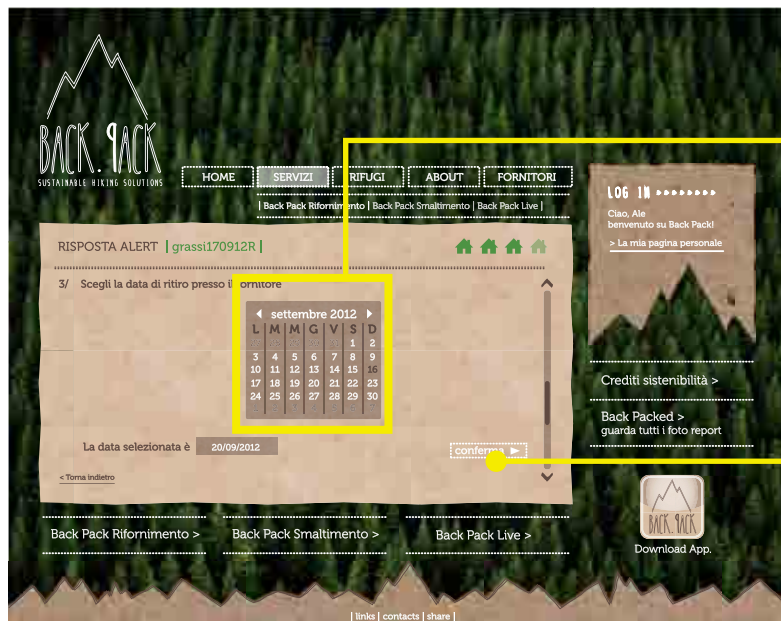 BACK.PACK
SUSTAINABLE HIKING SOLUTIONS
HOME SERVIZI RIFUGI ABOUT FORNITORI
| Back Pack Rifornimento | Back Pack Smaltimento | Back Pack Live |
LOG IN
Ciao, Ale
benvenuto su Back Pack!
> La mia pagina personale
RISPOSTA ALERT | grassi170912R |
3/ Scegli la data di ritiro presso il fornitore
settembre 2012
L M M G V S D
1 2
3 4 5 6 7 8 9
10 11 12 13 14 15 16
17 18 19 20 21 22 23
24 25 26 27 28 29 30
La data selezionata è 20/09/2012
conferma
< Torna indietro
Crediti sistenibilità >
Back Packed >
guarda tutti i foto report
Back Pack Rifornimento > Back Pack Smaltimento > Back Pack Live >
BACK.PACK
Download App.
| links | contacts | share |